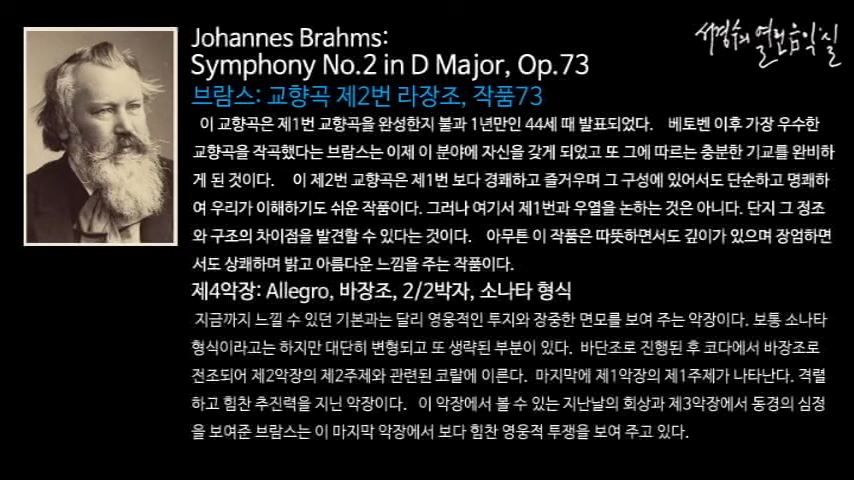 서경수의 열린음악실
Johannes Brahms:
Symphony No.2 in D Major, Op.73
브람스: 교향곡 제2번 라장조, 작품73
이 교향곡은 제1번 교향곡을 완성한지 불과 1년만인 44세 때 발표되었다. 베토벤 이후 가장 우수한
교향곡을 작곡했다는 브람스는 이제 이 분야에 자신을 갖게 되었고 또 그에 따르는 충분한 기교를 완비하
게 된 것이다. 이 제2번 교향곡은 제1번 보다 경쾌하고 즐거우며 그 구성에 있어서도 단순하고 명쾌하
여 우리가 이해하기도 쉬운 작품이다. 그러나 여기서 제1번과 우열을 논하는 것은 아니다. 단지 그 정조
와 구조의 차이점을 발견할 수 있다는 것이다. 아무튼 이 작품은 따뜻하면서도 깊이가 있으며 장엄하면
서도 상쾌하며 밝고 아름다운 느낌을 주는 작품이다.
제4악장: Allegro, 바장조, 2/2박자, 소나타 형식
지금까지 느낄 수 있던 기본과는 달리 영웅적인 투지와 장중한 면모를 보여 주는 악장이다. 보통 소나타
형식이라고는 하지만 대단히 변형되고 또 생략된 부분이 있다. 바단조로 진행된 후 코다에서 바장조로
전조되어 제2악장의 제2주제와 관련된 코랄에 이른다. 마지막에 제1악장의 제1주제가 나타난다. 격렬
하고 힘찬 추진력을 지닌 악장이다. 이 악장에서 볼 수 있는 지난날의 회상과 제3악장에서 동경의 심정
을 보여준 브람스는 이 마지막 악장에서 보다 힘찬 영웅적 투쟁을 보여 주고 있다.